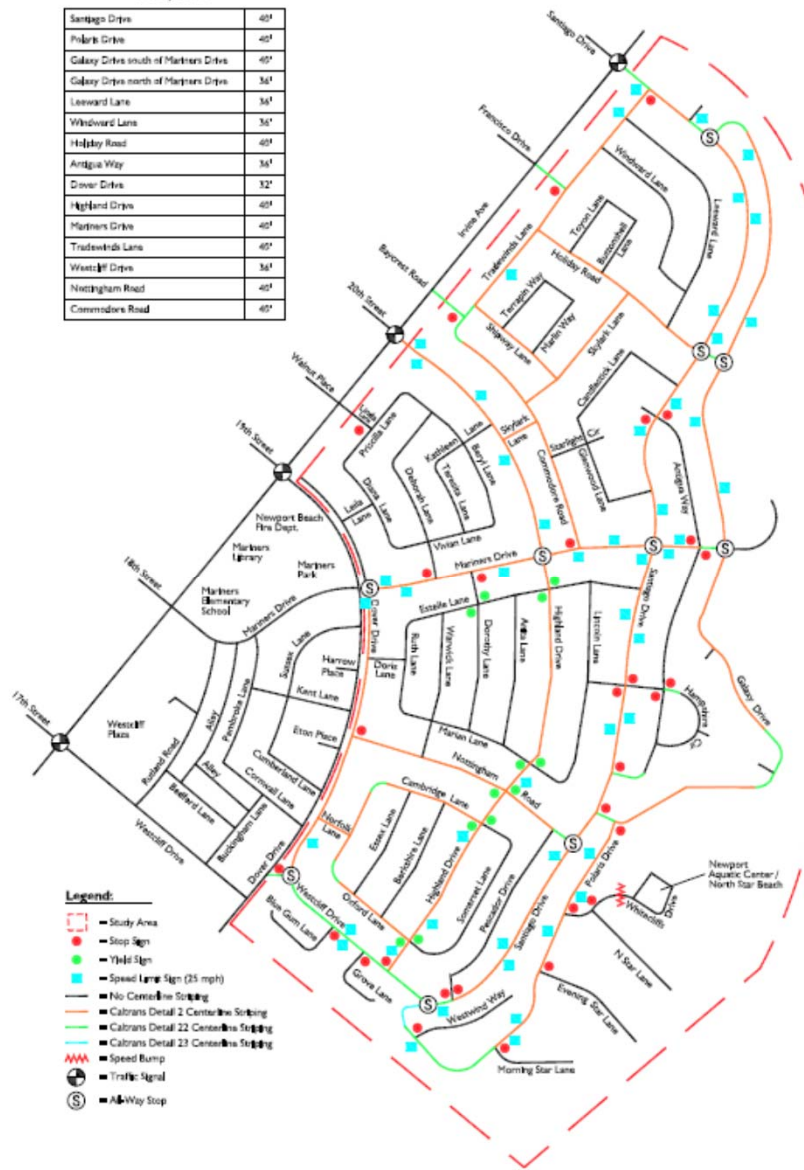 Santiago Drive 40'
Polaris Drive 40'
Galaxy Drive south of Mariners Drive 40'
Galaxy Drive north of Mariners Drive 36'
Leeward Lane 36'
Windward Lane 36'
Holiday Road 40'
Antigua Way 36'
Dover Drive 32'
Highland Drive 40'
Mariners Drive 40'
Tradewinds Lane 40'
Westcliff Drive 36'
Nottingham Road 40'
Commodore Road 40'
Santiago Drive
Francisco Drive
Irvine Ave
Windward Lane
Leeward Lane
Toyon Lane
Buttonshell Lane
Tradewinds Lane
Holiday Road
Baycrest Road
20th Street
Terrapin Way
Marlin Way
Shipway Lane
Skylark Lane
Candlestick Lane
Walnut Place
Priscilla Lane
Kathleen Lane
Skylark Lane
Starlight Cir
Glenwood Lane
19th Street
Beryl Lane
Teresita Lane
Deborah Lane
Diana Lane
Leila Lane
Commodore Road
Antigua Way
Newport Beach
Fire Dept.
Mariners
Library
Mariners
Park
Vivian Lane
Mariners Drive
18th Street
Mariners
Elementary
School
Mariners Drive
Estelle Lane
Dover Drive
Santiago Drive
Sussex Lane
Ruth Lane
Warwick Lane
Dorothy Lane
Anita Lane
Highland Drive
Lincoln Lane
Harrow
Place
Doris
Lane
Kent Lane
Pembroke Lane
Hampshire Cir
Galaxy Drive
17th Street
Westcliff
Plaza
Alley
Eton Place
Marian Lane
Rutland Road
Alley
Cumberland Lane
Cornwall Lane
Nottingham Road
Bedford Lane
Cambridge Lane
Westcliff Drive
Buckingham Lane
Norfolk
Lane
Essex Lane
Berkshire Lane
Highland Drive
Dover Drive
Oxford Lane
Somerset Lane
Pescador Drive
Polaris Drive
Newport
Aquatic Center /
North Star Beach
Whitecliffs Drive
Westcliff Drive
Blue Gum Lane
Santiago Drive
N Star Lane
Grove Lane
Westwind Way
Evening Star Lane
Morning Star Lane
Legend:
= Study Area
= Stop Sign
= Yield Sign
= Speed Limit Sign (25 mph)
= No Centerline Striping
= Caltrans Detail 2 Centerline Striping
= Caltrans Detail 22 Centerline Striping
= Caltrans Detail 23 Centerline Striping
= Speed Bump
= Traffic Signal
S = All-Way Stop